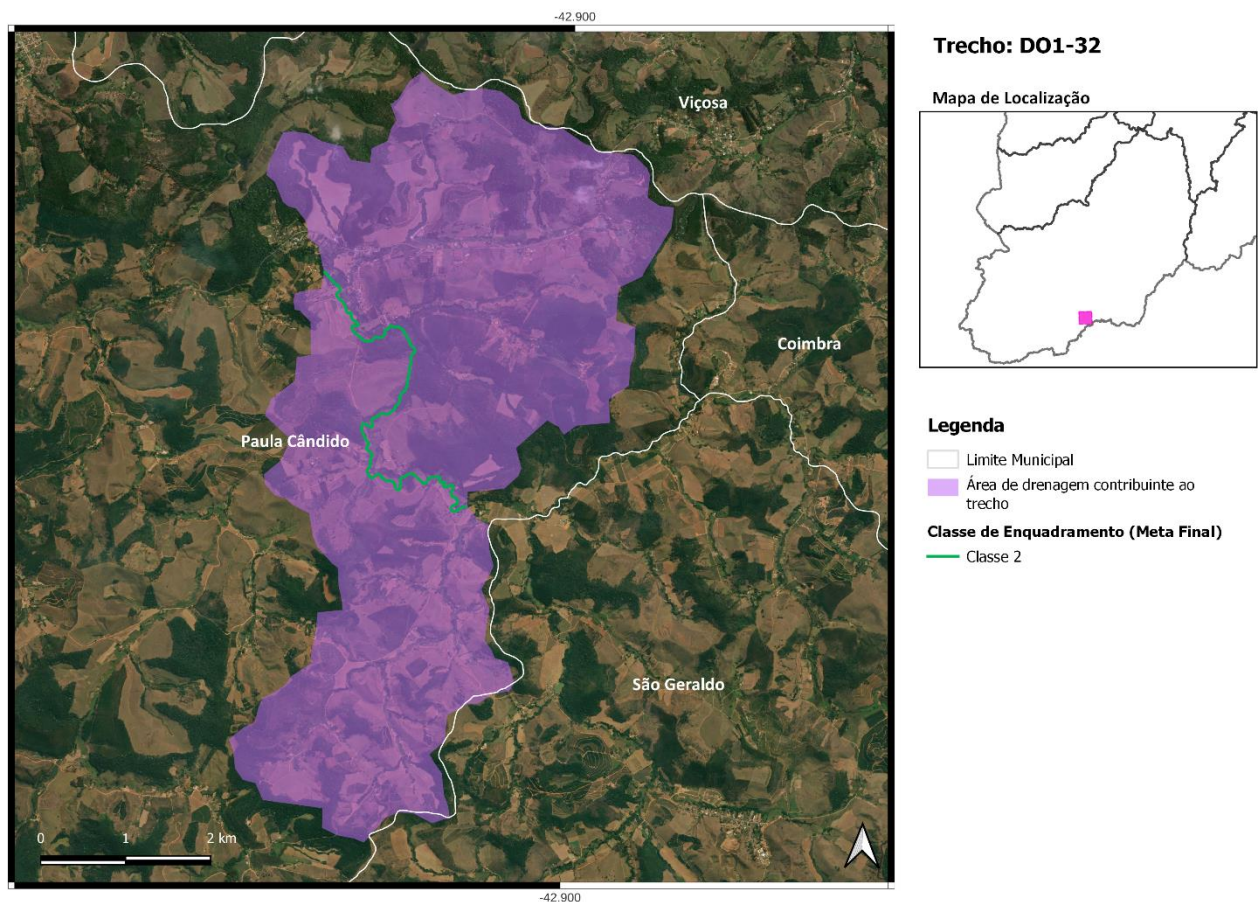 -42.900
Trecho: DO1-32
Mapa de Localização
Viçosa
Coimbra
Paula Cândido
São Geraldo
Legenda
Limite Municipal
Área de drenagem contribuinte ao
trecho
Classe de Enquadramento (Meta Final)
Classe 2
0 1 2 km
-42.900